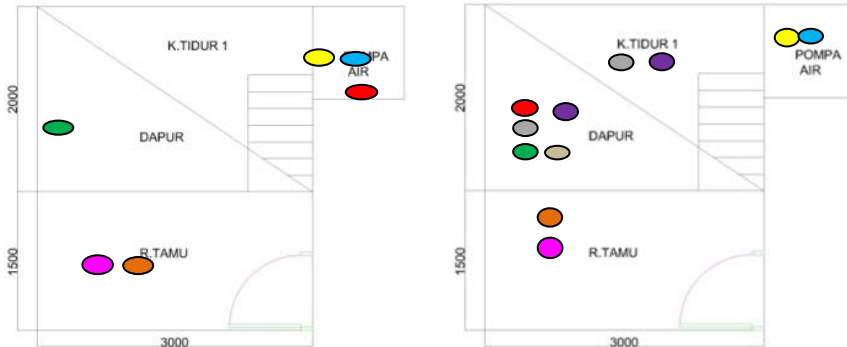 K.TIDUR 1
POMPA
AIR
2000
DAPUR
R.TAMU
1500
3000
K.TIDUR 1
POMPA
AIR
2000
DAPUR
R.TAMU
1500
3000